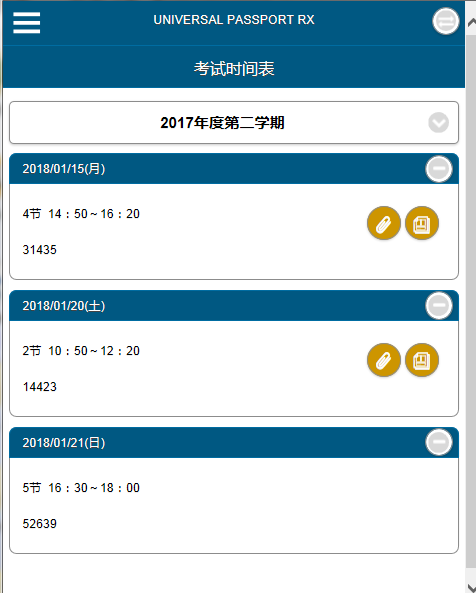 UNIVERSAL PASSPORT RX
考试时间表
2017年度第二学期
2018/01/15(月)
4节 14：50～16：20
31435
2018/01/20(土)
2节 10：50～12：20
14423
2018/01/21(日)
5节 16：30～18：00
52639